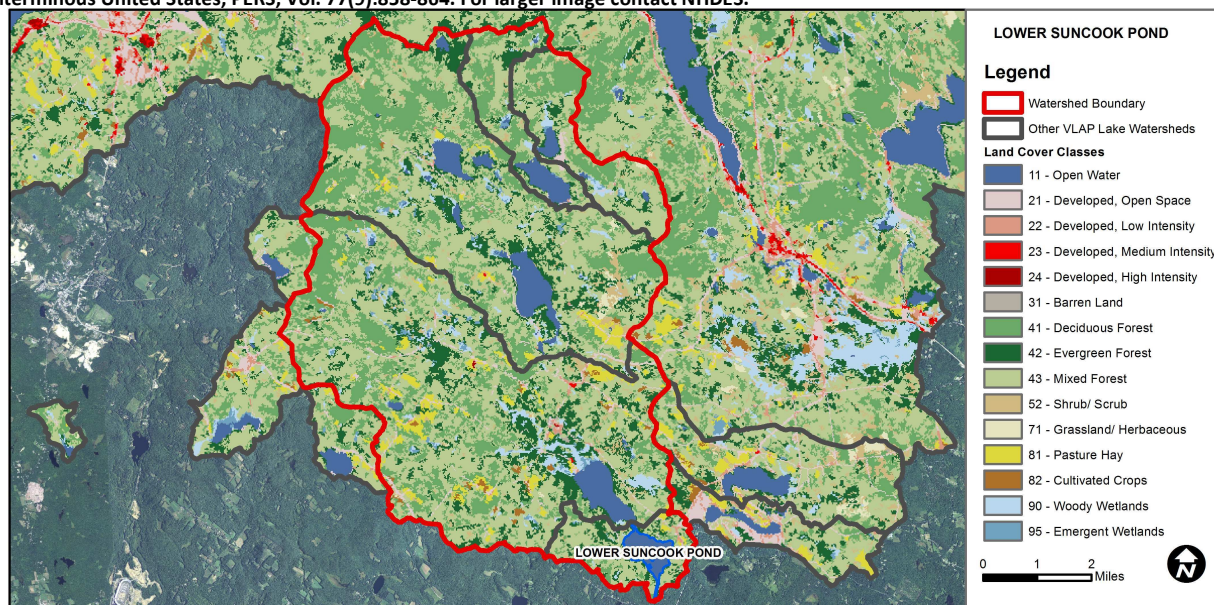 terminous United States, PERS, Vol. 77(9):858-864. For larger image contact NHDES.
LOWER SUNCOOK POND
Legend
Watershed Boundary
Other VLAP Lake Watersheds
Land Cover Classes
11 - Open Water
21 - Developed, Open Space
22 - Developed, Low Intensity
23 - Developed, Medium Intensity
24 - Developed, High Intensity
31 - Barren Land
41 - Deciduous Forest
42 - Evergreen Forest
43 - Mixed Forest
52 - Shrub/ Scrub
71 - Grassland/ Herbaceous
81 - Pasture Hay
82 - Cultivated Crops
90 - Woody Wetlands
95 - Emergent Wetlands
0 1 2
Miles
N
LOWER SUNCOOK POND